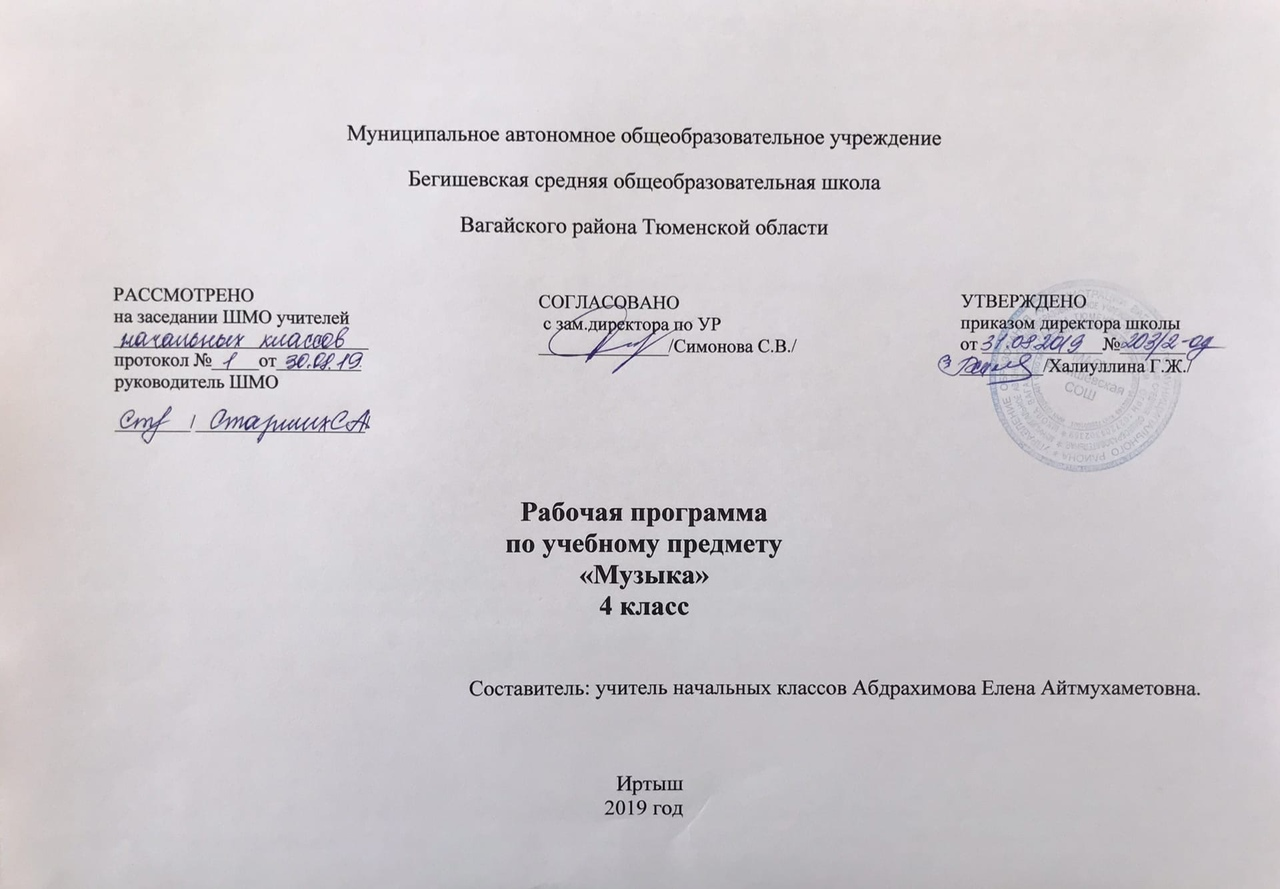 Муниципальное автономное общеобразовательное учреждение
Бегишевская средняя общеобразовательная школа
Вагайского района Тюменской области
РАССМОТРЕНО
на заседании ШМО учителей
начальных классов
протокол № 1 от 30.08.19.
руководитель ШМО
/
СОГЛАСОВАНО
с зам.директора по УР
/Симонова С.В./
УТВЕРЖДЕНО
приказом директора школы
от 31.08.2019 № 203/2-од
/Халиуллина Г.Ж./
СОШ
Рабочая программа
по учебному предмету
«Музыка»
4 класс
Составитель: учитель начальных классов Абдрахимова Елена Айтмухаметовна.
Иртыш
2019 год